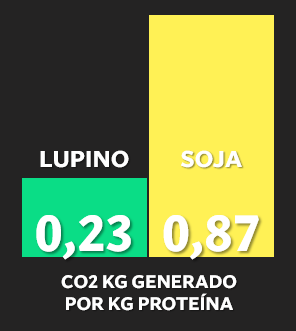 LUPINO
SOJA
0,23
0,87
CO2 KG GENERADO
POR KG PROTEÍNA